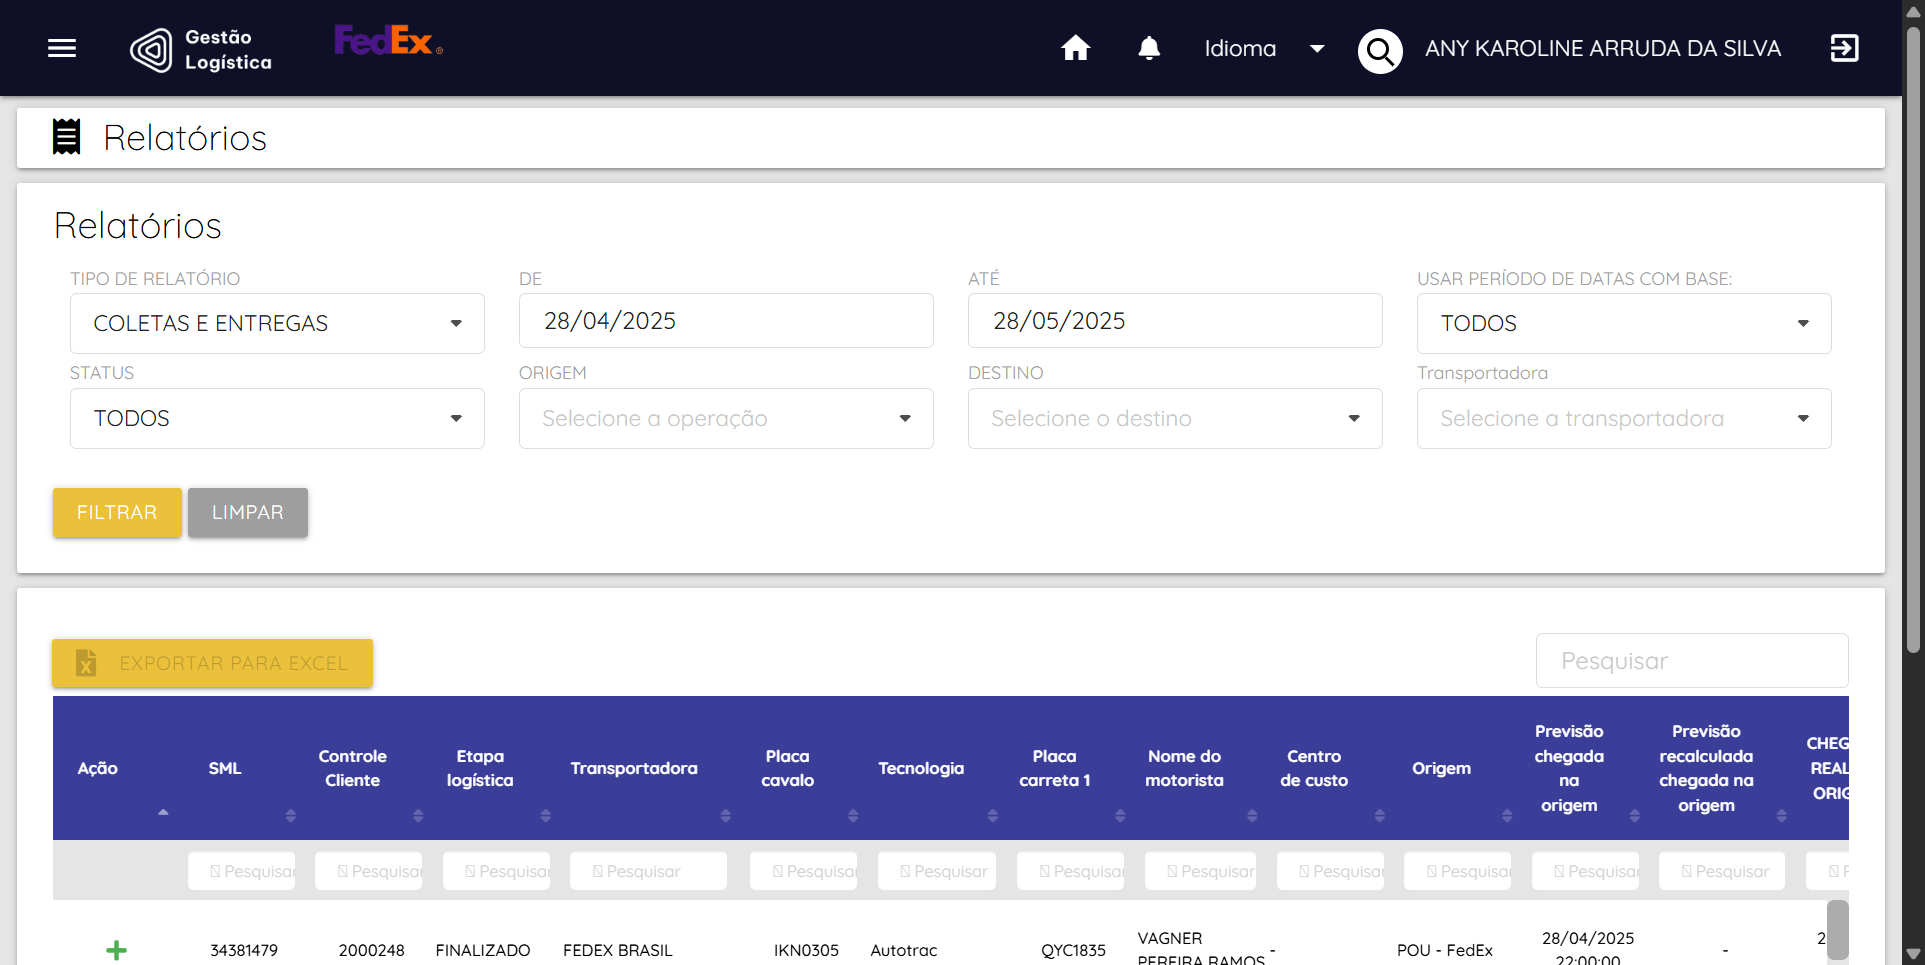 Gestão
Logística
FedEx®
Idioma
ANY KAROLINE ARRUDA DA SILVA
Relatórios
Relatórios
TIPO DE RELATÓRIO
DE
ATÉ
USAR PERÍODO DE DATAS COM BASE:
COLETAS E ENTREGAS
28/04/2025
28/05/2025
TODOS
STATUS
ORIGEM
DESTINO
Transportadora
TODOS
Selecione a operação
Selecione o destino
Selecione a transportadora
FILTRAR
LIMPAR
EXPORTAR PARA EXCEL
Pesquisar
Ação
SML
Controle
Cliente
Etapa
logística
Transportadora
Placa
cavalo
Tecnologia
Placa
carreta 1
Nome do
motorista
Centro
de custo
Origem
Previsão
chegada
na
origem
Previsão
recalculada
chegada na
origem
CHEG
REAL
ORIG
Pesquisar
Pesquisar
Pesquisar
Pesquisar
Pesquisar
Pesquisar
Pesquisar
Pesquisar
Pesquisar
Pesquisar
Pesquisar
Pesquisar
P
34381479
2000248
FINALIZADO
FEDEX BRASIL
IKN0305
Autotrac
QYC1835
VAGNER
PEREIRA RAMOS
-
POU - FedEx
28/04/2025
22:00:00
-
2